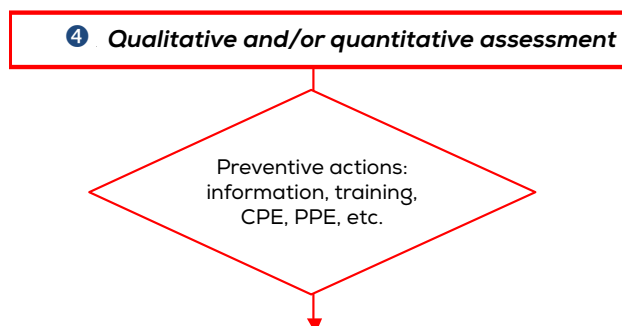 ❹ Qualitative and/or quantitative assessment
Preventive actions:
information, training,
CPE, PPE, etc.